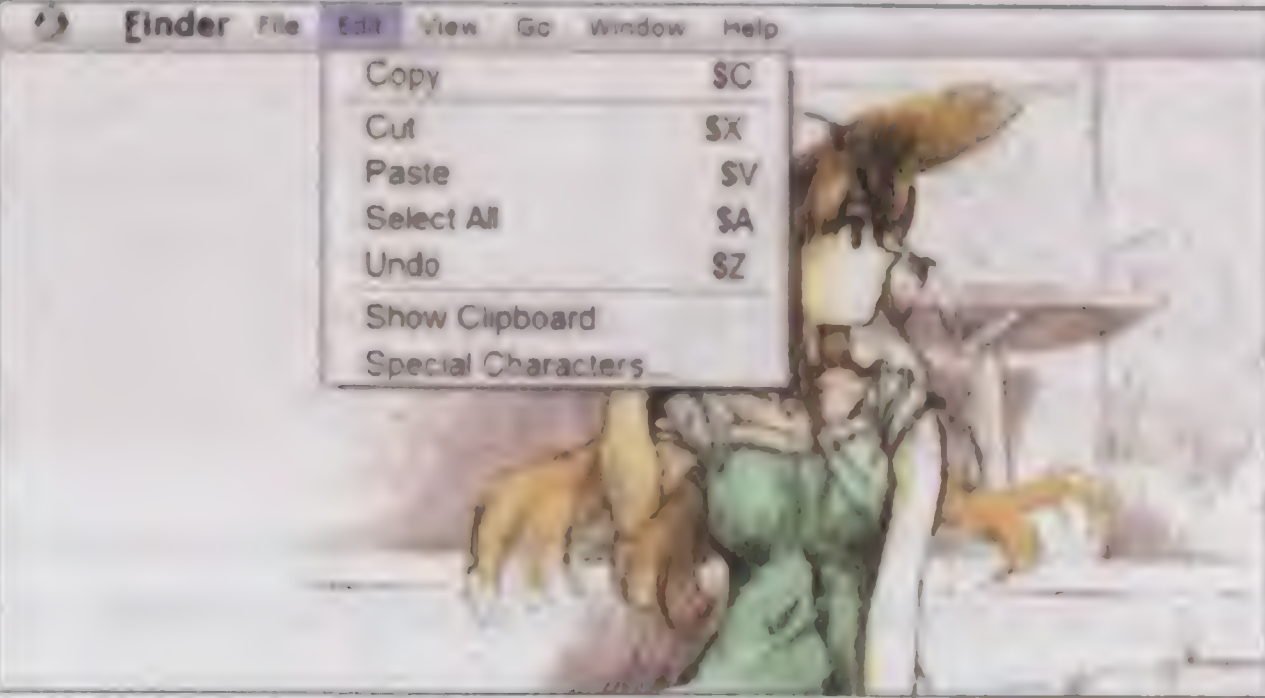 Finder File Edit View Go Window Help
Copy $C
Cut $X
Paste $V
Select All $A
Undo $Z
Show Clipboard
Special Characters...